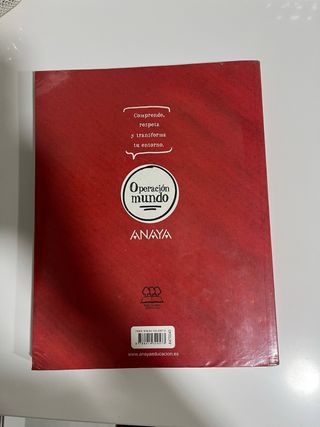 Comprende,
respeta
y transforma
tu entorno.
Operación
mundo
ANAYA
www.anayaeducacion.es